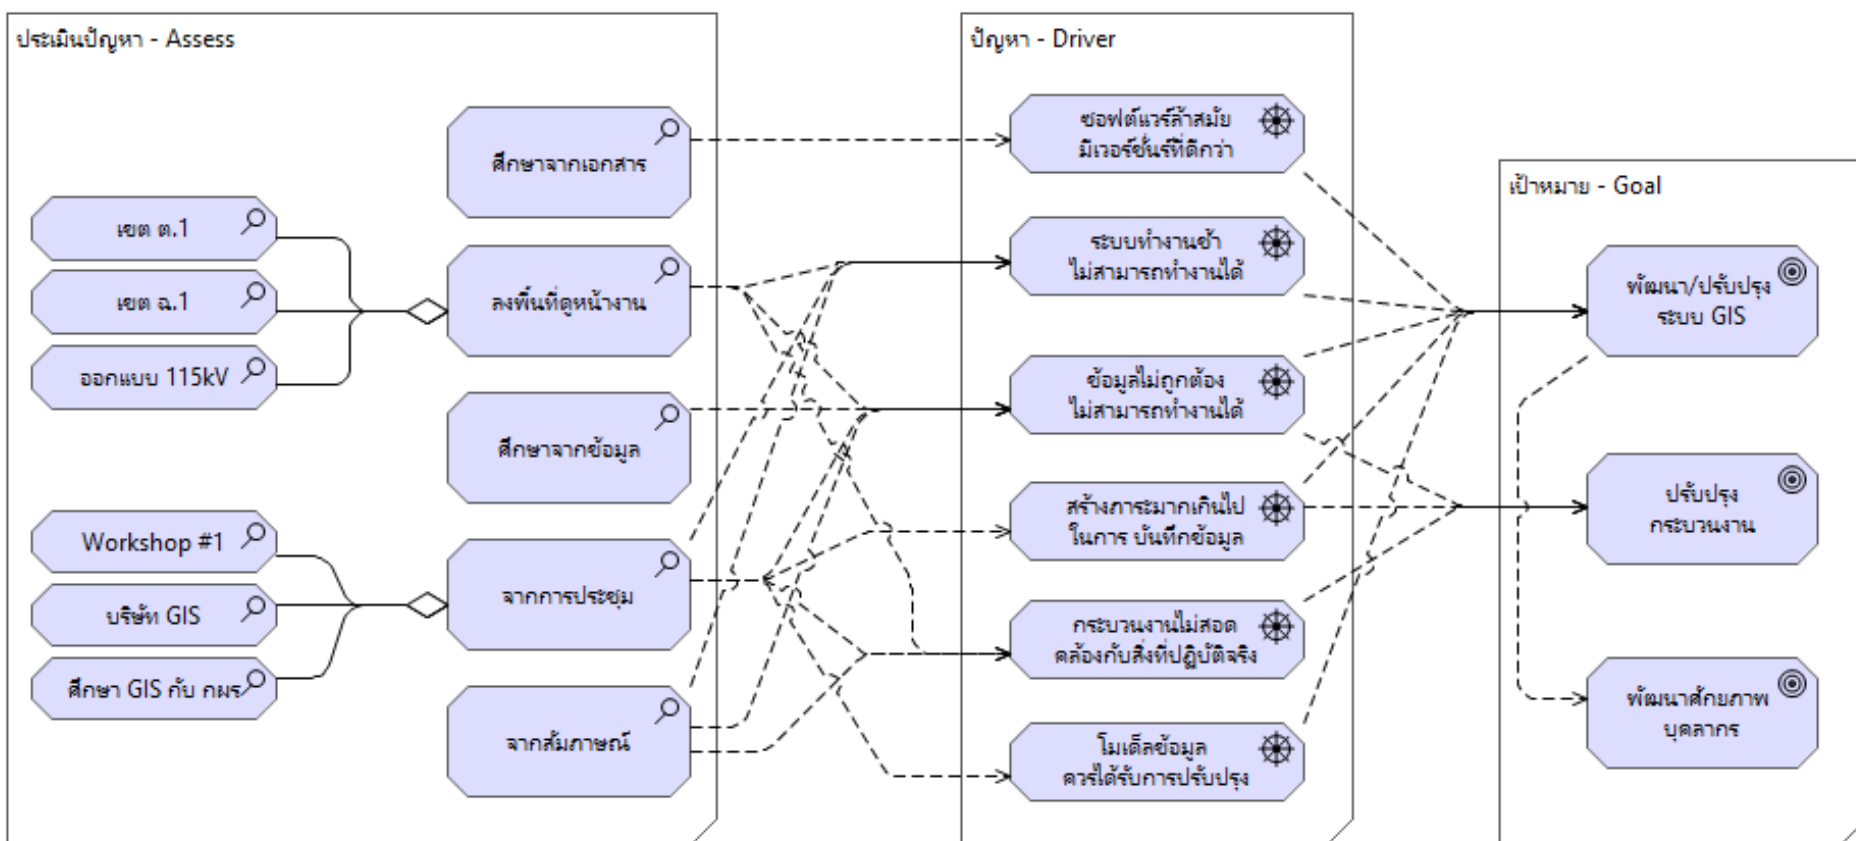 ประเมินปัญหา - Assess
ศึกษาจากเอกสาร
เขต ต.1
เขต ฉ.1
ออกแบบ 115kV
ลงพื้นที่ดูหน้างาน
ศึกษาจากข้อมูล
Workshop #1
บริษัท GIS
ศึกษา GIS กับ กผร
จากการประชุม
จากสัมภาษณ์
ปัญหา - Driver
ซอฟต์แวร์ล้าสมัย
มีเวอร์ชั่นร์ที่ดีกว่า
ระบบทำงานช้า
ไม่สามารถทำงานได้
ข้อมูลไม่ถูกต้อง
ไม่สามารถทำงานได้
สร้างภาระมากเกินไป
ในการ บันทึกข้อมูล
กระบวนงานไม่สอด
คล้องกับสิ่งที่ปฏิบัติจริง
โมเด็ลข้อมูล
ควรได้รับการปรับปรุง
เป้าหมาย - Goal
พัฒนา/ปรับปรุง
ระบบ GIS
ปรับปรุง
กระบวนงาน
พัฒนาศักยภาพ
บุคลากร